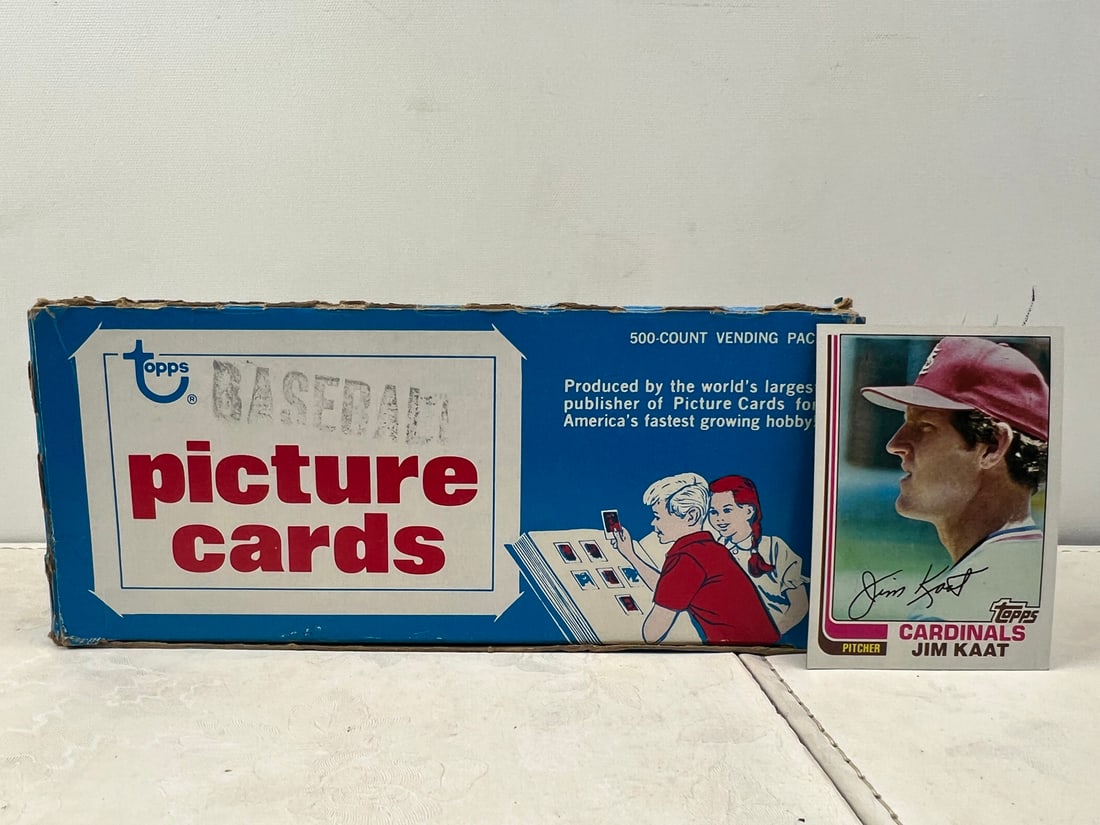 topps ®
BASEBALL
picture
cards
500-COUNT VENDING PAC
Produced by the world's largest
publisher of Picture Cards for
America's fastest growing hobby
Jim Kaat
TOPPS
CARDINALS
PITCHER
JIM KAAT